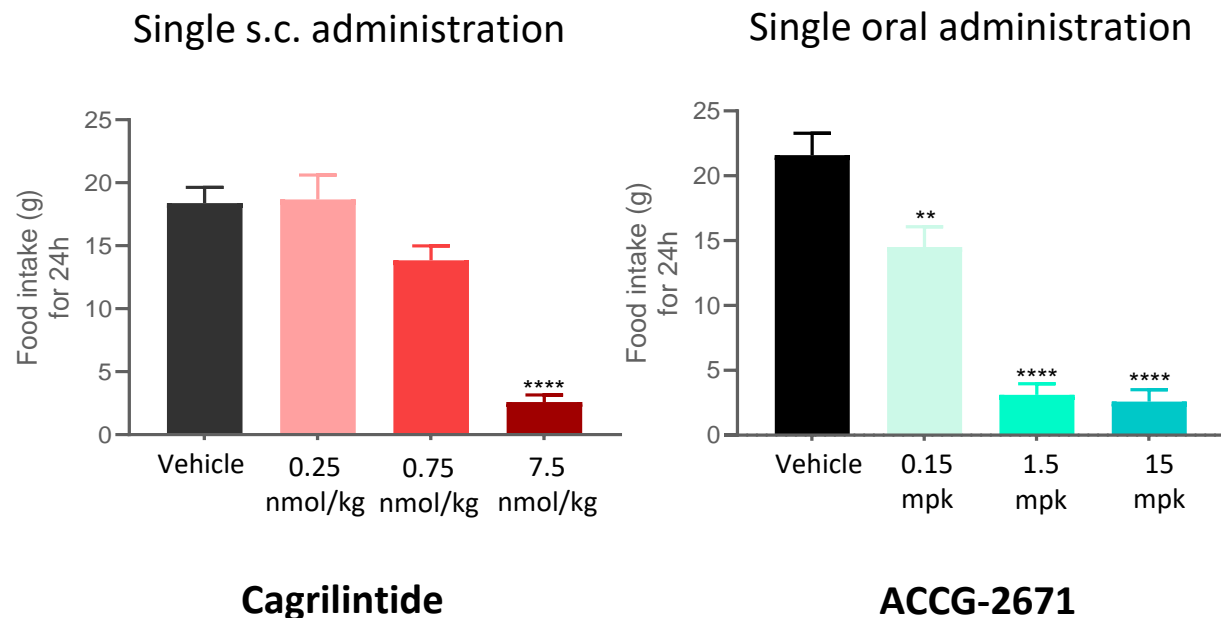 Single s.c. administration
Food intake (g)
for 24h
25
20
15
10
5
0
****
Vehicle
0.25
nmol/kg
0.75
nmol/kg
7.5
nmol/kg
Cagrilintide
Single oral administration
Food intake (g)
for 24h
25
20
15
10
5
0
**
****
****
Vehicle
0.15
mpk
1.5
mpk
15
mpk
ACCG-2671